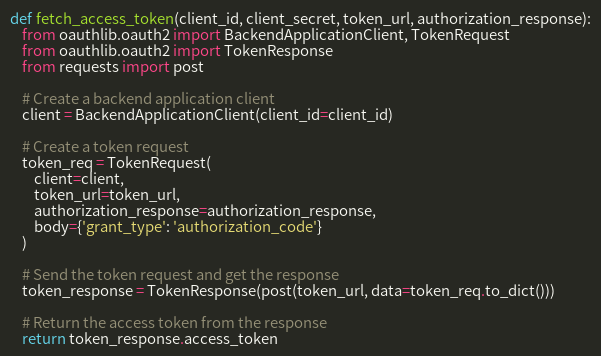 def fetch_access_token(client_id, client_secret, token_url, authorization_response):
    from oauthlib.oauth2 import BackendApplicationClient, TokenRequest
    from oauthlib.oauth2 import TokenResponse
    from requests import post

    # Create a backend application client
    client = BackendApplicationClient(client_id=client_id)

    # Create a token request
    token_req = TokenRequest(
        client=client,
        token_url=token_url,
        authorization_response=authorization_response,
        body={'grant_type': 'authorization_code'}
    )

    # Send the token request and get the response
    token_response = TokenResponse(post(token_url, data=token_req.to_dict()))

    # Return the access token from the response
    return token_response.access_token